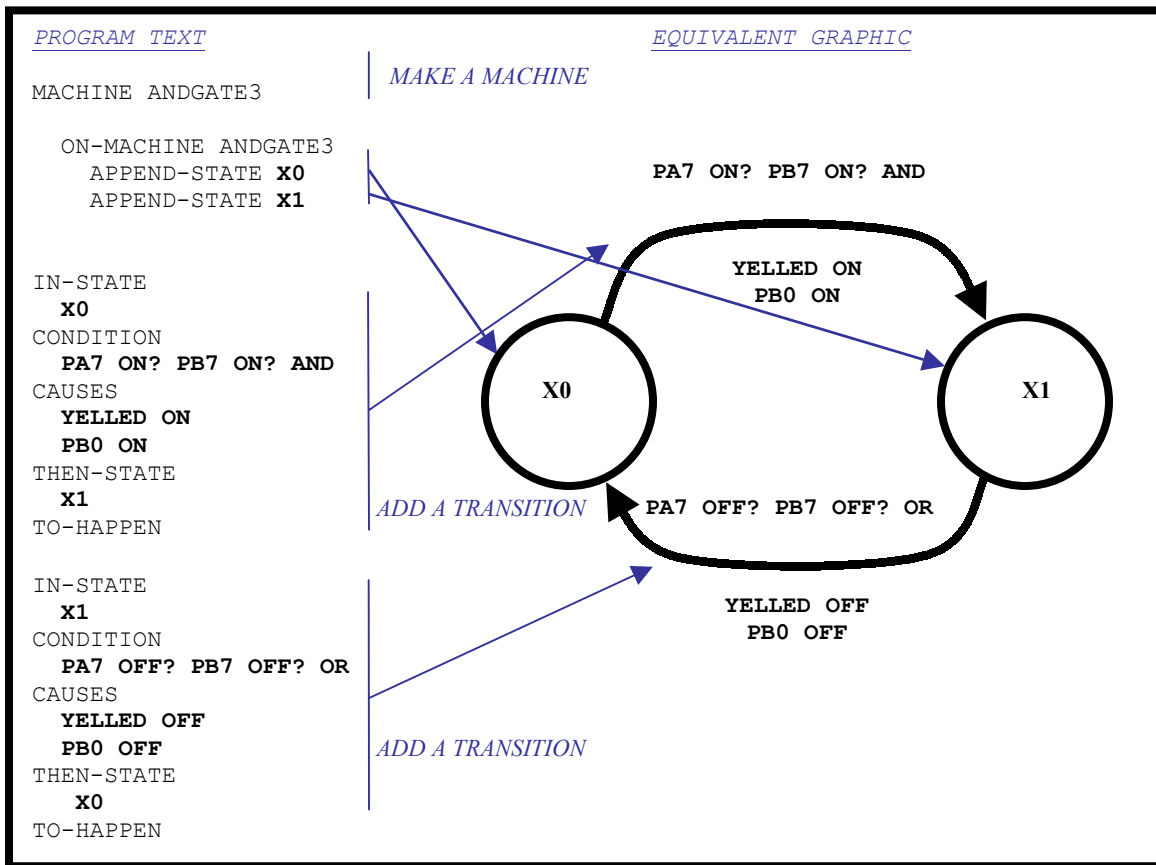 PROGRAM TEXT
EQUIVALENT GRAPHIC
MAKE A MACHINE
MACHINE ANDGATE3
ON-MACHINE ANDGATE3
APPEND-STATE X0
APPEND-STATE X1
IN-STATE
X0
CONDITION
PA7 ON? PB7 ON? AND
CAUSES
YELLED ON
PB0 ON
THEN-STATE
X1
TO-HAPPEN
ADD A TRANSITION
IN-STATE
X1
CONDITION
PA7 OFF? PB7 OFF? OR
CAUSES
YELLED OFF
PB0 OFF
THEN-STATE
X0
TO-HAPPEN
ADD A TRANSITION
PA7 ON? PB7 ON? AND
YELLED ON
PB0 ON
X0
X1
PA7 OFF? PB7 OFF? OR
YELLED OFF
PB0 OFF